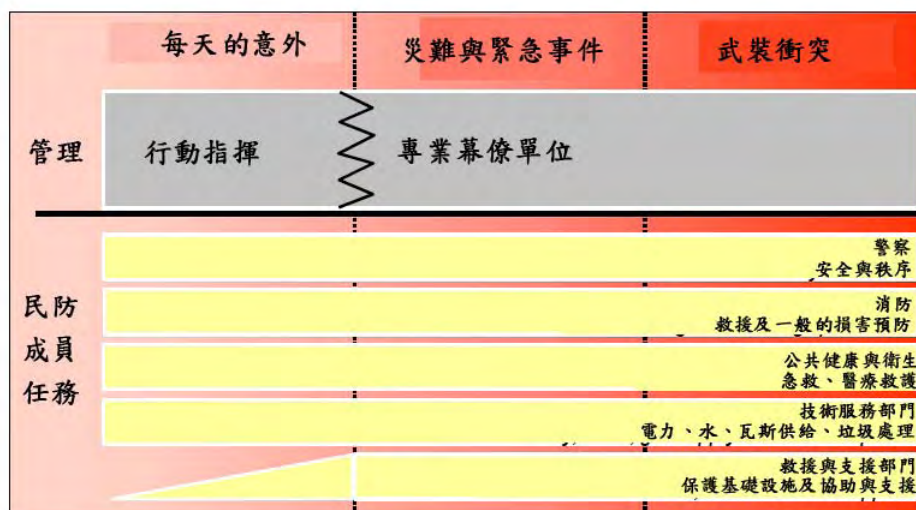 每天的意外
災難與緊急事件
武裝衝突
管理
行動指揮
專業幕僚單位
民防
成員
任務
警察
安全與秩序
消防
救援及一般的損害預防
公共健康與衛生
急救、醫療救護
技術服務部門
電力、水、瓦斯供給、垃圾處理
救援與支援部門
保護基礎設施及協助與支援